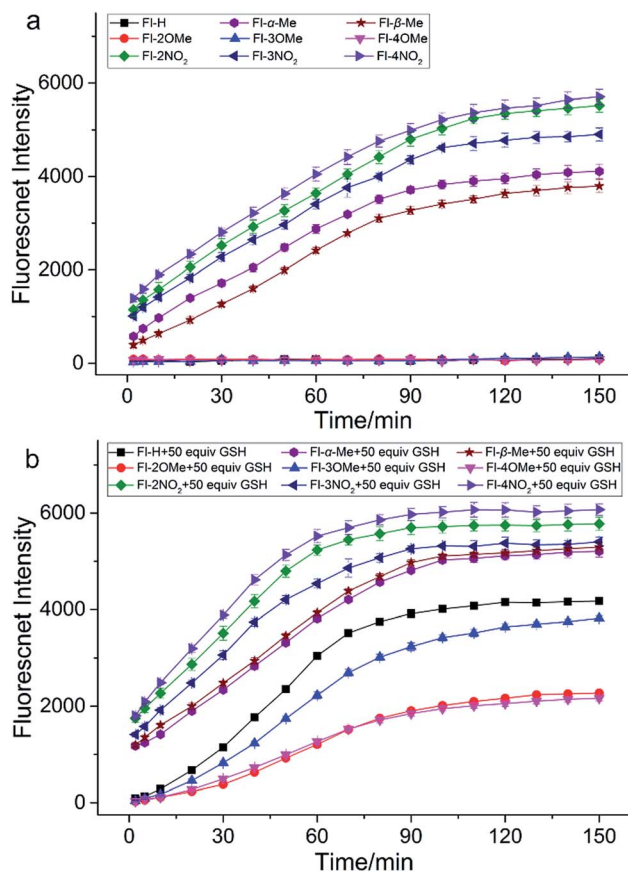 a
Fl-H Fl-α-Me Fl-β-Me
Fl-2OMe Fl-3OMe Fl-4OMe
Fl-2NO₂ Fl-3NO₂ Fl-4NO₂
6000
4000
2000
0
Fluorescnet Intensity
0 30 60 90 120 150
Time/min
b
Fl-H+50 equiv GSH Fl-α-Me+50 equiv GSH Fl-β-Me+50 equiv GSH
Fl-2OMe+50 equiv GSH Fl-3OMe+50 equiv GSH Fl-4OMe+50 equiv GSH
Fl-2NO₂+50 equiv GSH Fl-3NO₂+50 equiv GSH Fl-4NO₂+50 equiv GSH
6000
4000
2000
0
Fluorescnet Intensity
0 30 60 90 120 150
Time/min